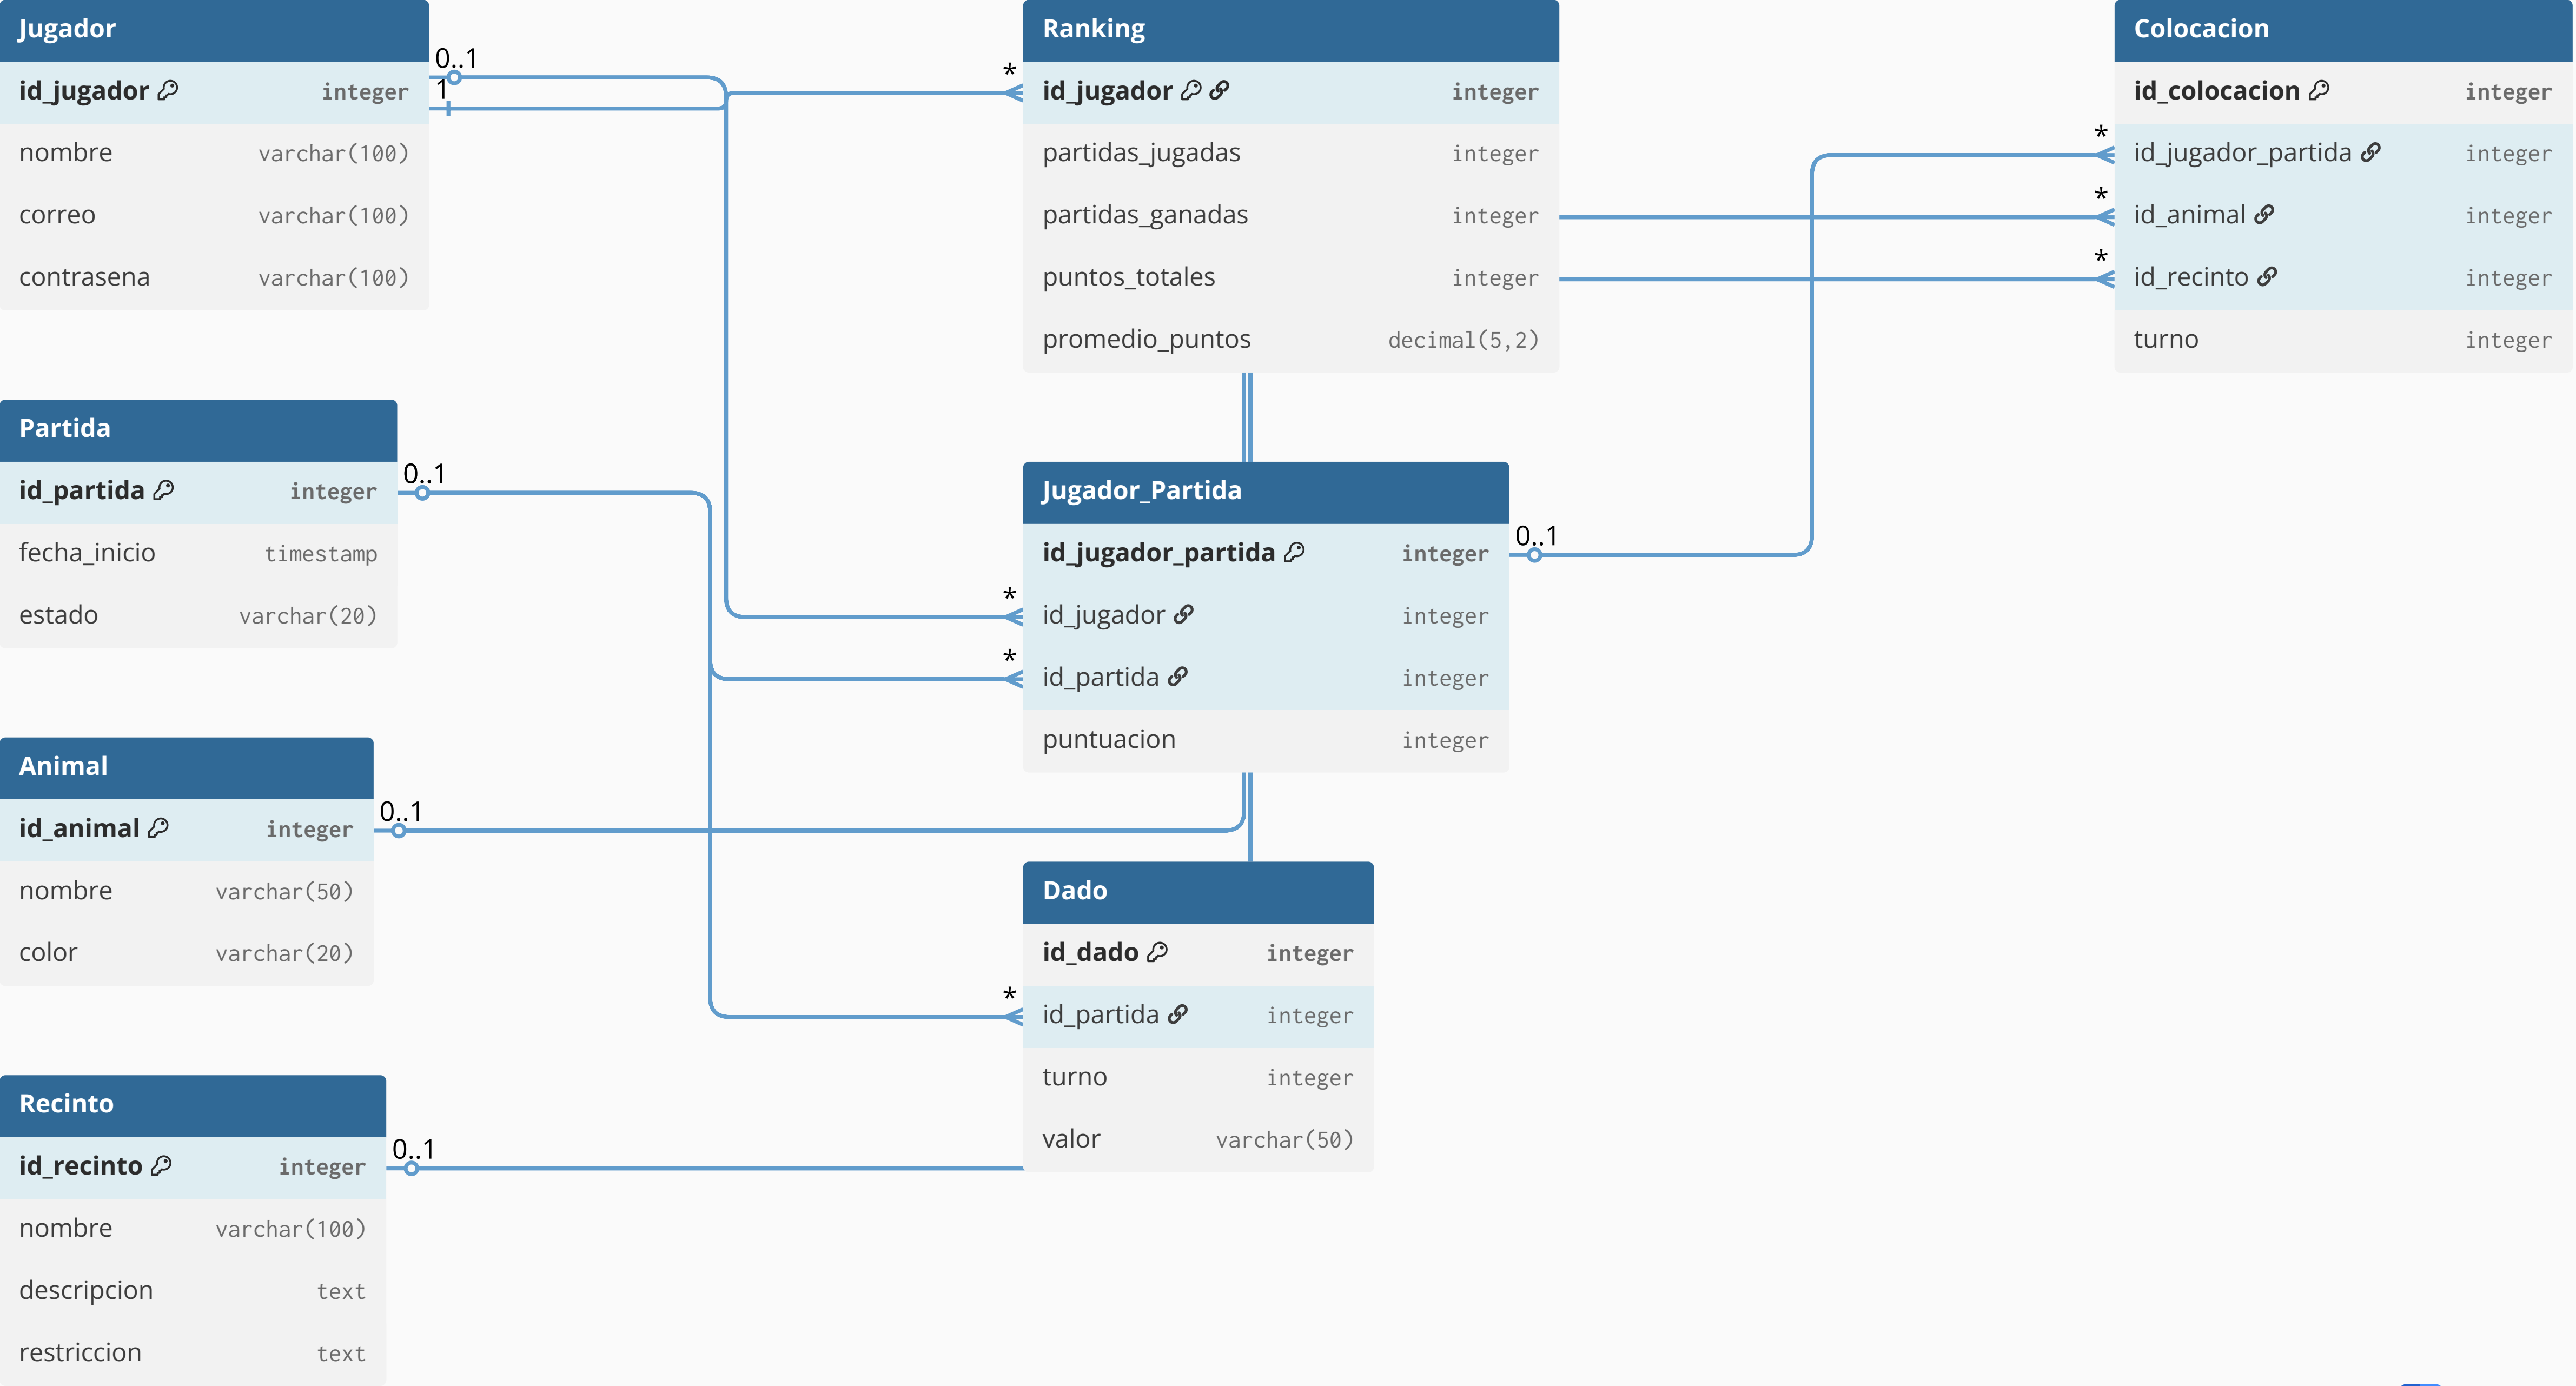 Jugador
0..1
id_jugador integer
1
nombre varchar(100)
correo varchar(100)
contrasena varchar(100)
Partida
0..1
id_partida integer
fecha_inicio timestamp
estado varchar(20)
Animal
0..1
id_animal integer
nombre varchar(50)
color varchar(20)
Recinto
0..1
id_recinto integer
nombre varchar(100)
descripcion text
restriccion text
Ranking
*
id_jugador integer
partidas_jugadas integer
partidas_ganadas integer
puntos_totales integer
promedio_puntos decimal(5,2)
Jugador_Partida
0..1
id_jugador_partida integer
*
id_jugador integer
*
id_partida integer
puntuacion integer
Dado
id_dado integer
*
id_partida integer
turno integer
valor varchar(50)
Colocacion
id_colocacion integer
*
id_jugador_partida integer
*
id_animal integer
*
id_recinto integer
turno integer